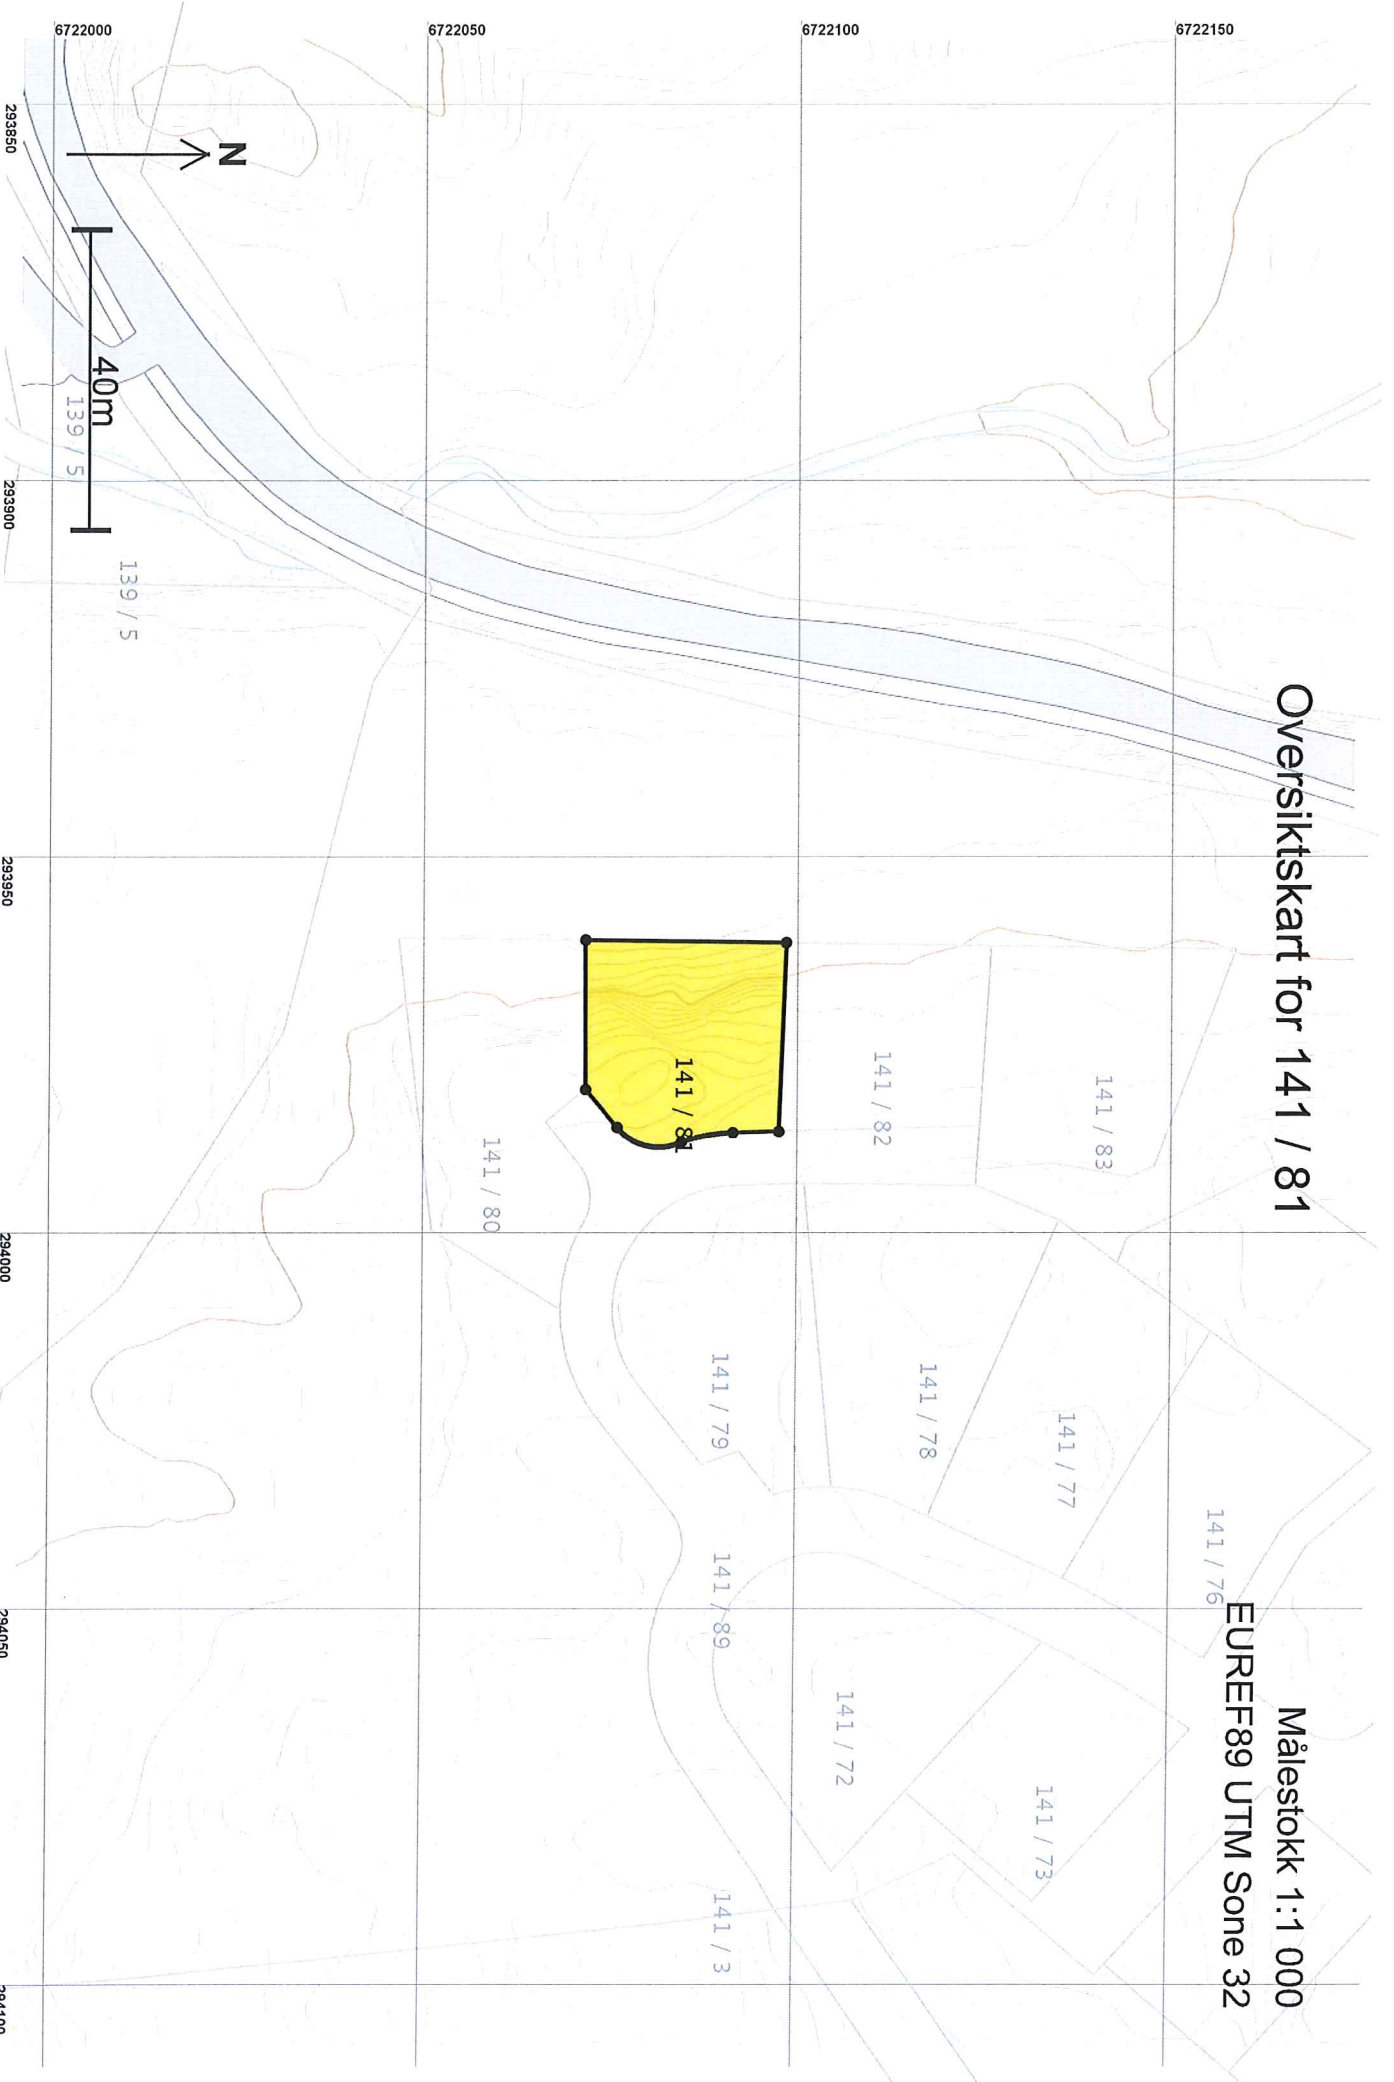 Oversiktskart for 141 / 81
Målestokk 1:1 000
EUREF89 UTM Sone 32
6722150
6722100
6722050
6722000
N
40m
139 / 5
139 / 5
141 / 83
141 / 82
141 / 81
141 / 80
141 / 79
141 / 78
141 / 77
141 / 76
141 / 89
141 / 72
141 / 73
141 / 3
293850
293900
293950
294000
294050
294100